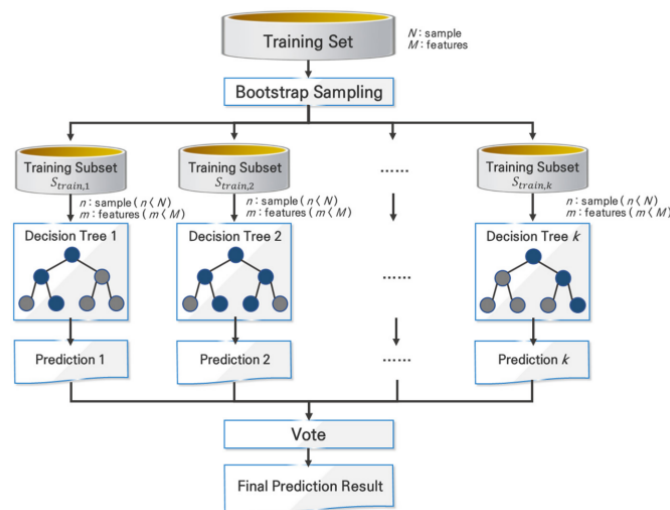 Training Set
N: sample
M: features
Bootstrap Sampling
Training Subset
S_train,1
Training Subset
S_train,2
......
Training Subset
S_train,k
n: sample(n⟨N)
m: features(m⟨M)
n: sample(n⟨N)
m: features(m⟨M)
n: sample(n⟨N)
m: features(m⟨M)
Decision Tree 1
Decision Tree 2
......
Decision Tree k
Prediction 1
Prediction 2
......
Prediction k
Vote
Final Prediction Result